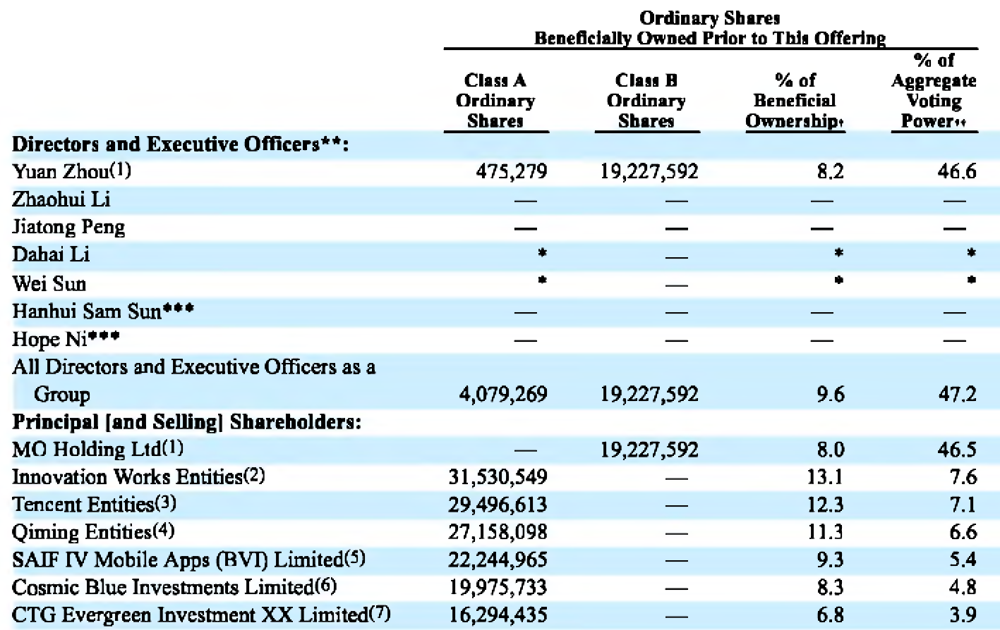 Ordinary Shares
Beneficially Owned Prior to This Offering
Class A Ordinary Shares
Class B Ordinary Shares
% of Beneficial Ownership†
% of Aggregate Voting Power††
Directors and Executive Officers**:
Yuan Zhou(1) 475,279 19,227,592 8.2 46.6
Zhaohui Li — — — —
Jiatong Peng — — — —
Dahai Li * — * *
Wei Sun * — * *
Hanhui Sam Sun*** — — — —
Hope Ni*** — — — —
All Directors and Executive Officers as a
Group 4,079,269 19,227,592 9.6 47.2
Principal [and Selling] Shareholders:
MO Holding Ltd(1) — 19,227,592 8.0 46.5
Innovation Works Entities(2) 31,530,549 — 13.1 7.6
Tencent Entities(3) 29,496,613 — 12.3 7.1
Qiming Entities(4) 27,158,098 — 11.3 6.6
SAIF IV Mobile Apps (BVI) Limited(5) 22,244,965 — 9.3 5.4
Cosmic Blue Investments Limited(6) 19,975,733 — 8.3 4.8
CTG Evergreen Investment XX Limited(7) 16,294,435 — 6.8 3.9